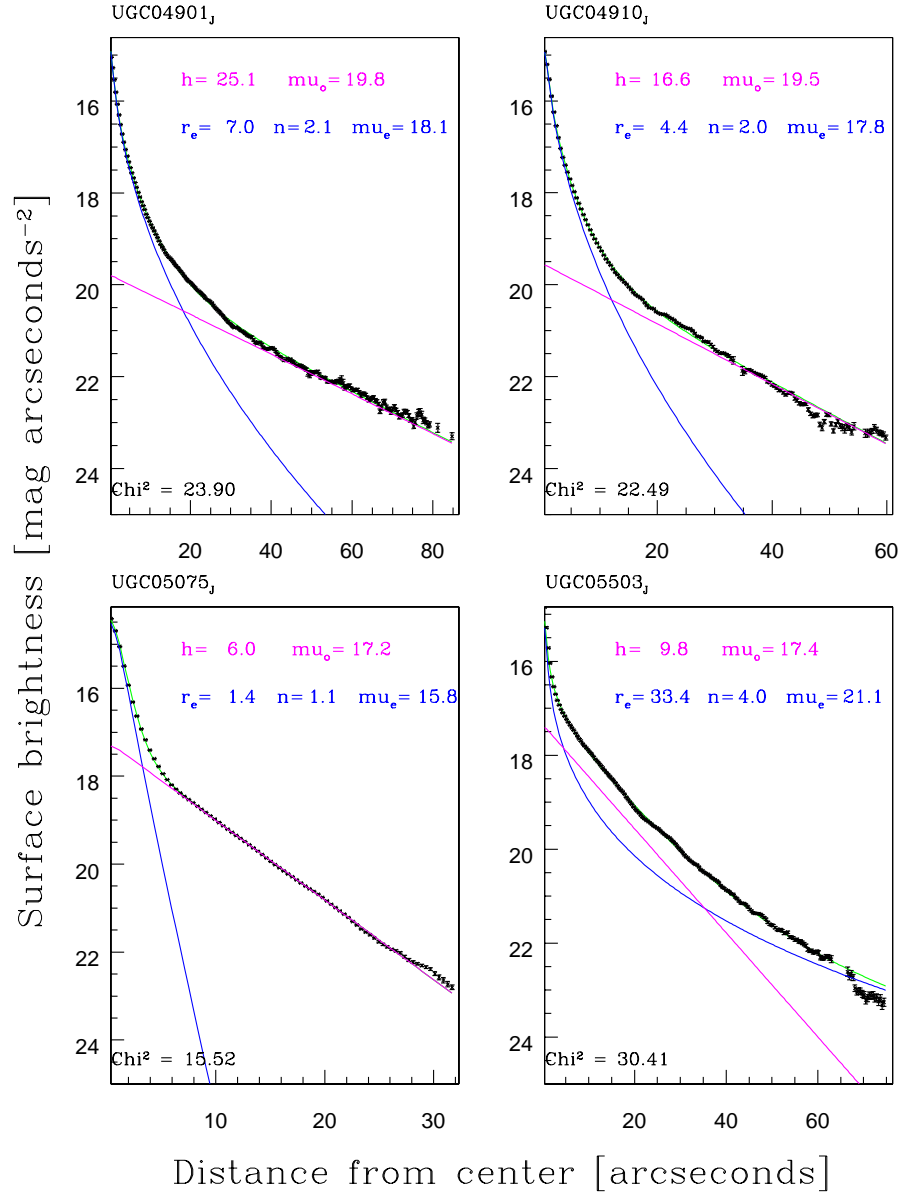 UGC04901J
UGC04910J
h= 25.1 mu₀= 19.8
h= 16.6 mu₀= 19.5
rₑ= 7.0 n=2.1 muₑ= 18.1
rₑ= 4.4 n=2.0 muₑ= 17.8
16
18
20
22
24
16
18
20
22
24
Chi² = 23.90
Chi² = 22.49
20 40 60 80
20 40 60
UGC05075J
UGC05503J
h= 6.0 mu₀= 17.2
h= 9.8 mu₀= 17.4
rₑ= 1.4 n=1.1 muₑ= 15.8
rₑ= 33.4 n=4.0 muₑ= 21.1
16
18
20
22
24
16
18
20
22
24
Chi² = 15.52
Chi² = 30.41
10 20 30
20 40 60
Surface brightness [mag arcseconds⁻²]
Distance from center [arcseconds]